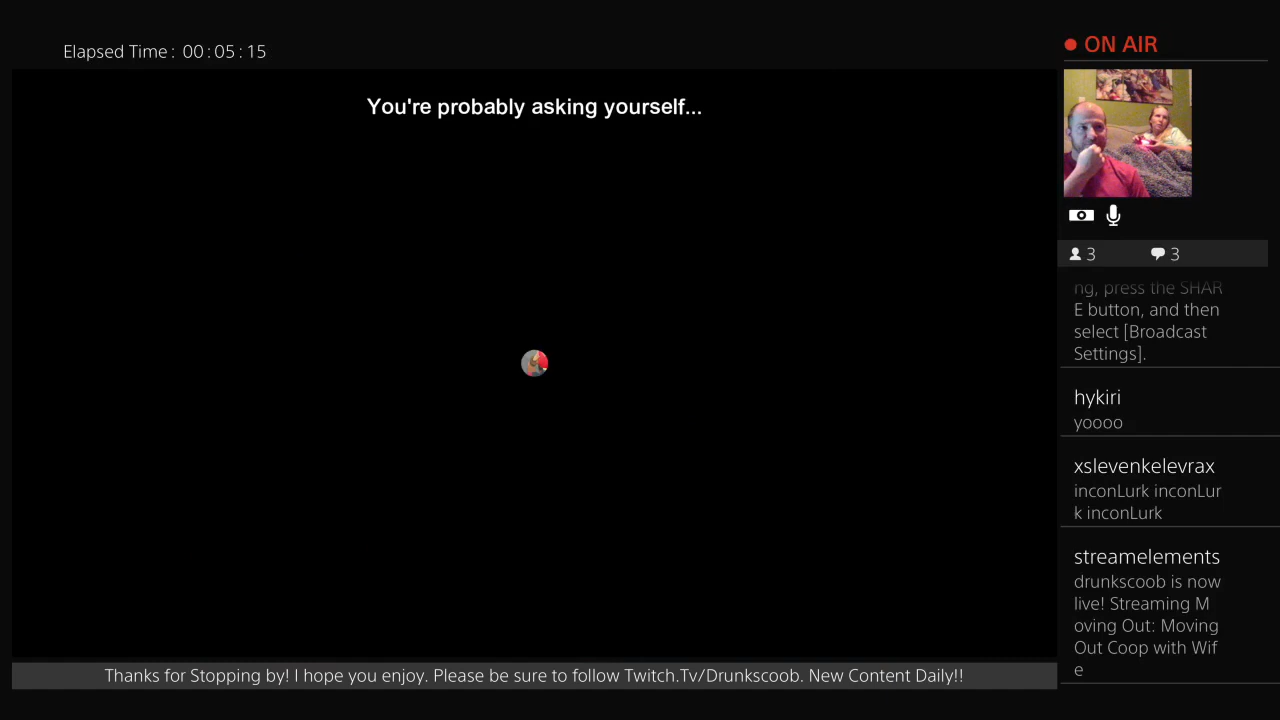 Elapsed Time: 00:05:15
ON AIR
You're probably asking yourself...
3 3
ng, press the SHAR
E button, and then
select [Broadcast
Settings].
hykiri
yoooo
xslevenkelevrax
inconLurk inconLur
k inconLurk
streamelements
drunkscoob is now
live! Streaming M
oving Out: Moving
Out Coop with Wif
e
Thanks for Stopping by! I hope you enjoy. Please be sure to follow Twitch.Tv/Drunkscoob. New Content Daily!!